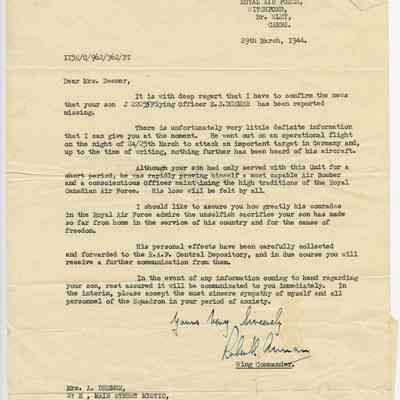 ROYAL AIR FORCE,
WITCHFORD,
Nr. ELY,
CAMBS.
29th March, 1944.
Dear Mrs. Deemer,
It is with deep regret that I have to confirm the news
that your son Flying Officer has been reported
missing.
There is unfortunately very little definite information
that I can give you at the moment. He went out on an operational flight
on the night of 24/25th March to attack an important target in Germany and,
up to the time of writing, nothing further has been heard of his aircraft.
Although your son had only served with this Unit for a
short period, he was rapidly proving himself a most capable Air Bomber
and a conscientious Officer maintaining the high traditions of the Royal
Canadian Air Force. His loss will be felt by all.
I should like to assure you how greatly his comrades
in the Royal Air Force admire the unselfish sacrifice your son has made
so far from home in the service of his country and for the cause of
freedom.
His personal effects have been carefully collected
and forwarded to the R.A.F. Central Depository, and in due course you will
receive a further communication from them.
In the event of any information coming to hand regarding
your son, rest assured it will be communicated to you immediately. In
the interim, please accept the most sincere sympathy of myself and all
personnel of the Squadron in your period of anxiety.
Yours Very Sincerely
Wing Commander.
Mrs. A. DEEMER,
MAIN STREET MYSTIC,